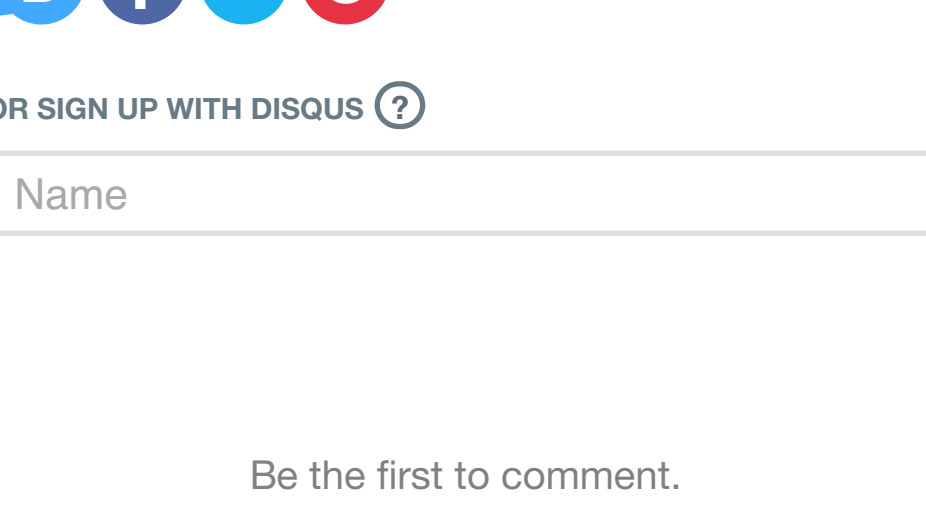 OR SIGN UP WITH DISQUS ?
Name
Be the first to comment.